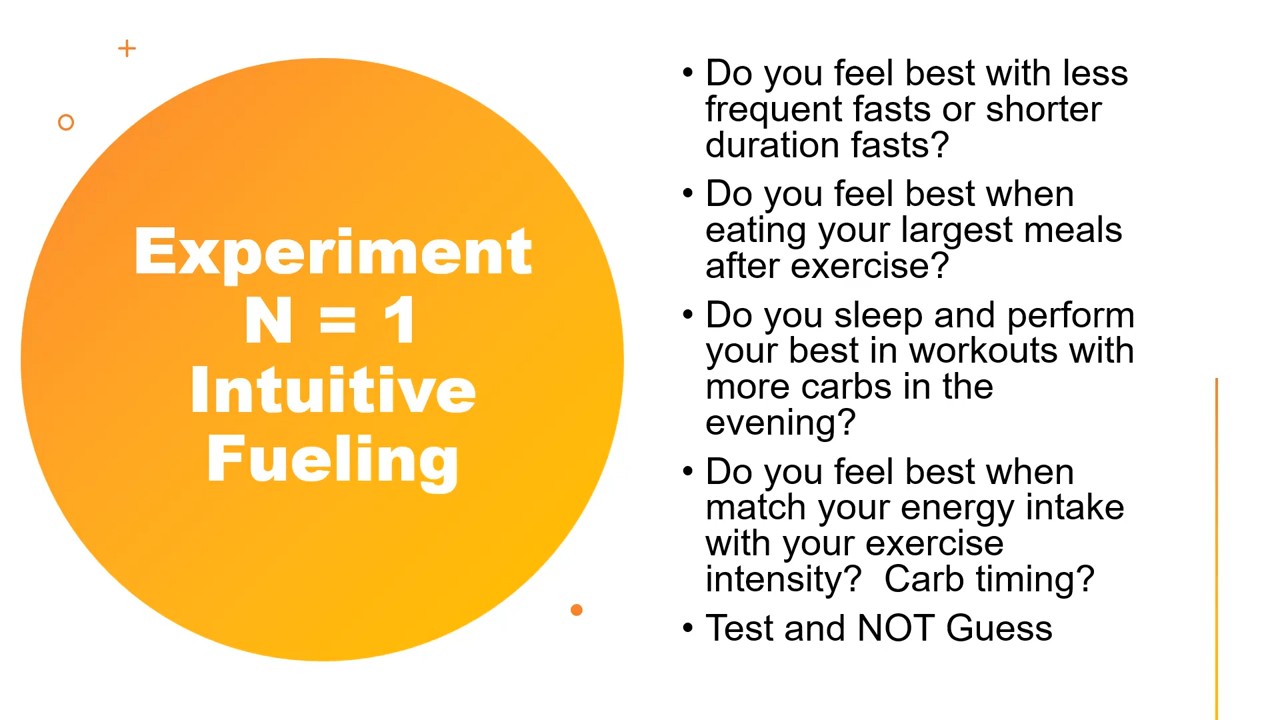 Experiment
N = 1
Intuitive
Fueling
• Do you feel best with less
frequent fasts or shorter
duration fasts?
• Do you feel best when
eating your largest meals
after exercise?
• Do you sleep and perform
your best in workouts with
more carbs in the
evening?
• Do you feel best when
match your energy intake
with your exercise
intensity?  Carb timing?
• Test and NOT Guess